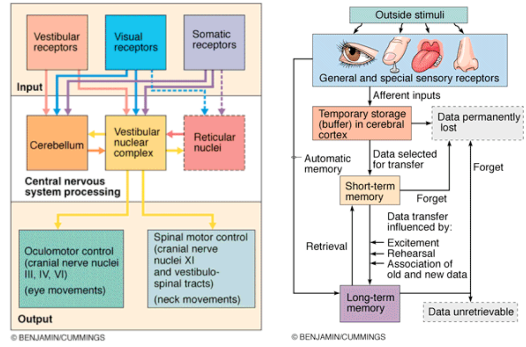 Vestibular
receptors
Visual
receptors
Somatic
receptors
Input
Cerebellum
Vestibular
nuclear
complex
Reticular
nuclei
Central nervous
system processing
Oculomotor control
(cranial nerve nuclei
III, IV, VI)
(eye movements)
Spinal motor control
(cranial nerve
nuclei XI
and vestibulo-
spinal tracts)
(neck movements)
Output
© BENJAMIN/CUMMINGS
Outside stimuli
General and special sensory receptors
Afferent inputs
Temporary storage
(buffer) in cerebral
cortex
Data permanently
lost
Automatic
memory
Data selected
for transfer
Forget
Short-term
memory
Forget
Data transfer
influenced by:
Retrieval
Excitement
Rehearsal
Association of
old and new data
Long-term
memory
Data unretrievable
© BENJAMIN/CUMMINGS